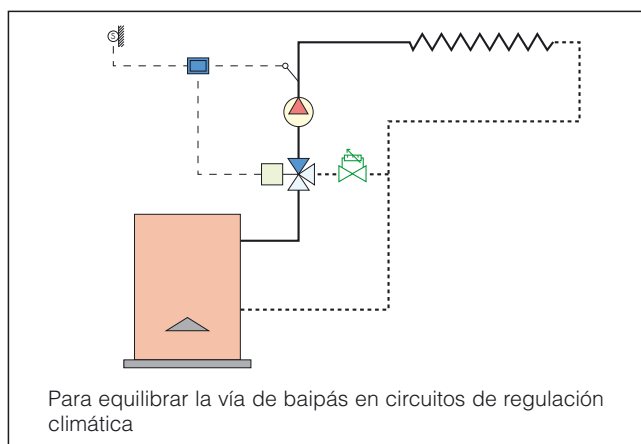 S
Para equilibrar la vía de baipás en circuitos de regulación
climática